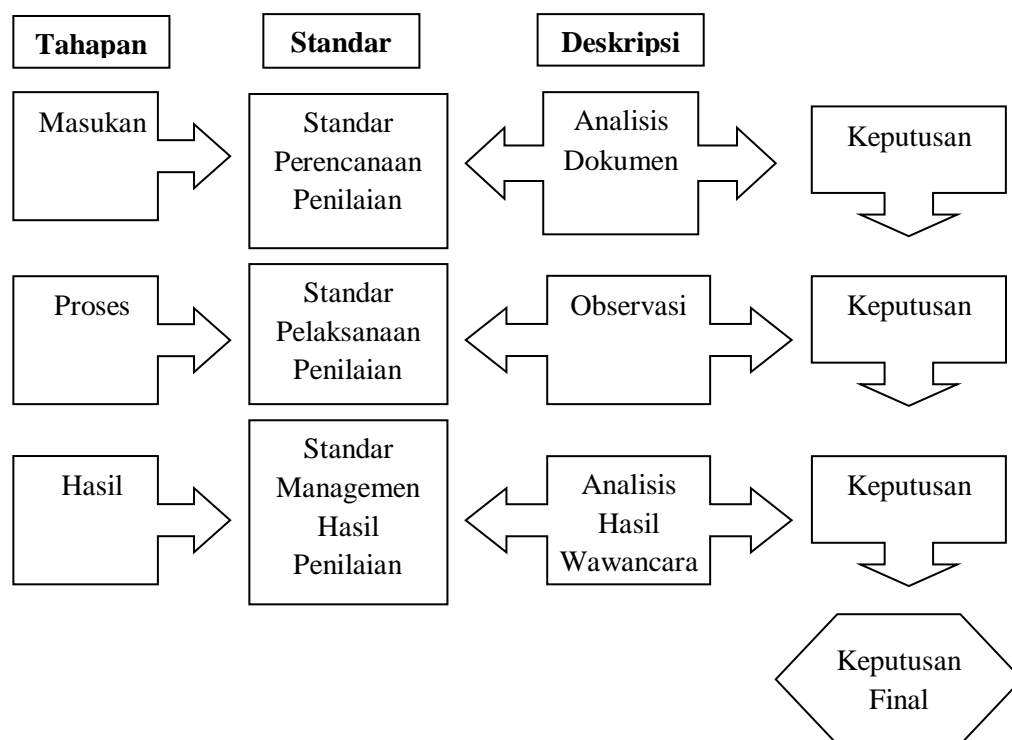 Tahapan
Standar
Deskripsi
Masukan
Standar
Perencanaan
Penilaian
Analisis
Dokumen
Keputusan
Proses
Standar
Pelaksanaan
Penilaian
Observasi
Keputusan
Hasil
Standar
Managemen
Hasil
Penilaian
Analisis
Hasil
Wawancara
Keputusan
Keputusan
Final